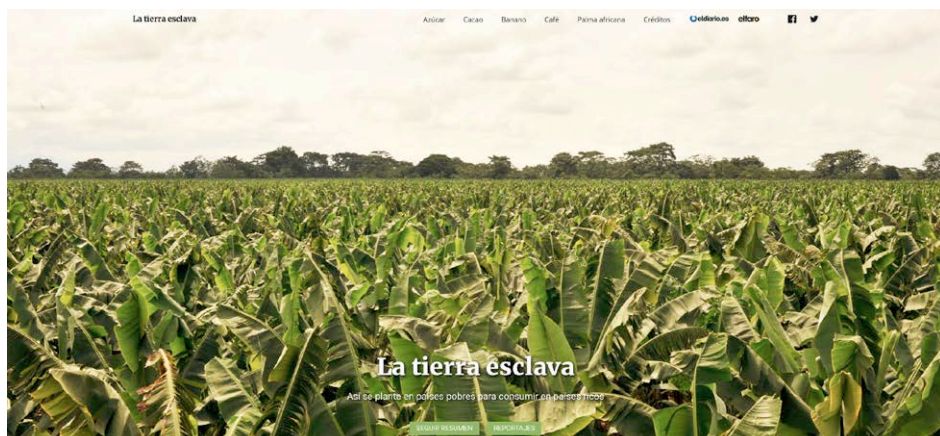 La tierra esclava
Azúcar Cacao Banano Café Palma africana Créditos eldiario.es elfaro
La tierra esclava
Así se planta en países pobres para consumir en países ricos
SEGUIR RESUMEN REPORTAJES